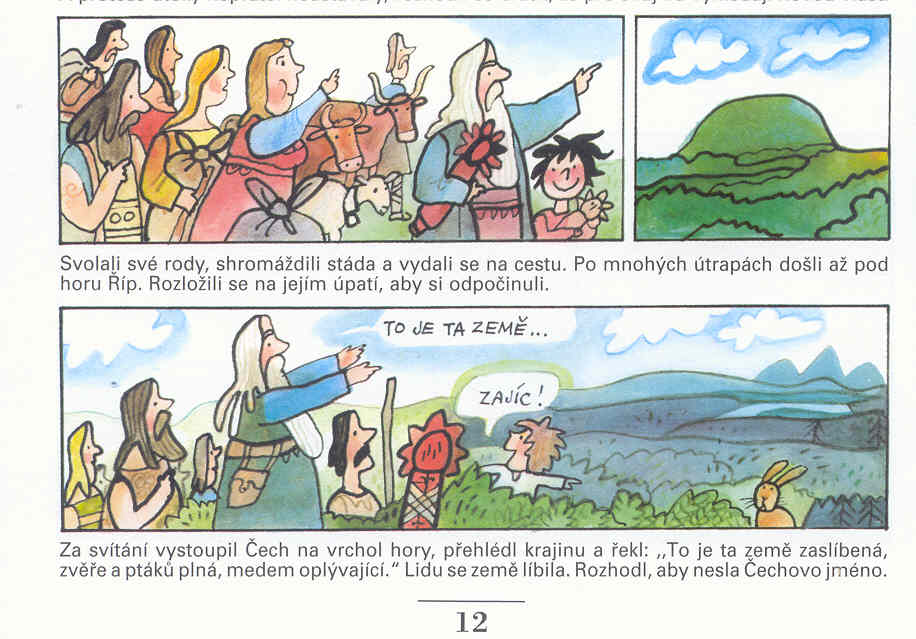 Svolali své rody, shromáždili stáda a vydali se na cestu. Po mnohých útrapách došli až pod
horu Říp. Rozložili se na jejím úpatí, aby si odpočinuli.
TO JE TA ZEMĚ...
ZAJÍC!
Za svítání vystoupil Čech na vrchol hory, přehlédl krajinu a řekl: ,,To je ta země zaslíbená,
zvěře a ptáků plná, medem oplývající.“ Lidu se země líbila. Rozhodl, aby nesla Čechovo jméno.
12